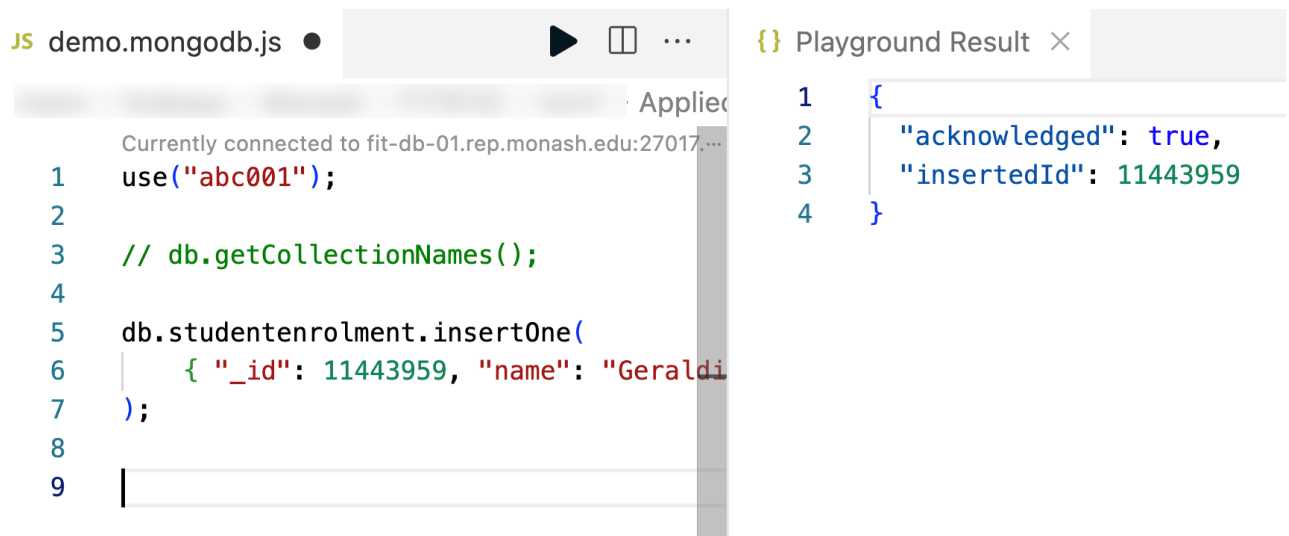 JS demo.mongodb.js
Applied
Currently connected to fit-db-01.rep.monash.edu:27017.…
1 use("abc001");
2
3 // db.getCollectionNames();
4
5 db.studentenrolment.insertOne(
6 { "_id": 11443959, "name": "Geraldi
7 );
8
9
{} Playground Result
1 {
2 "acknowledged": true,
3 "insertedId": 11443959
4 }